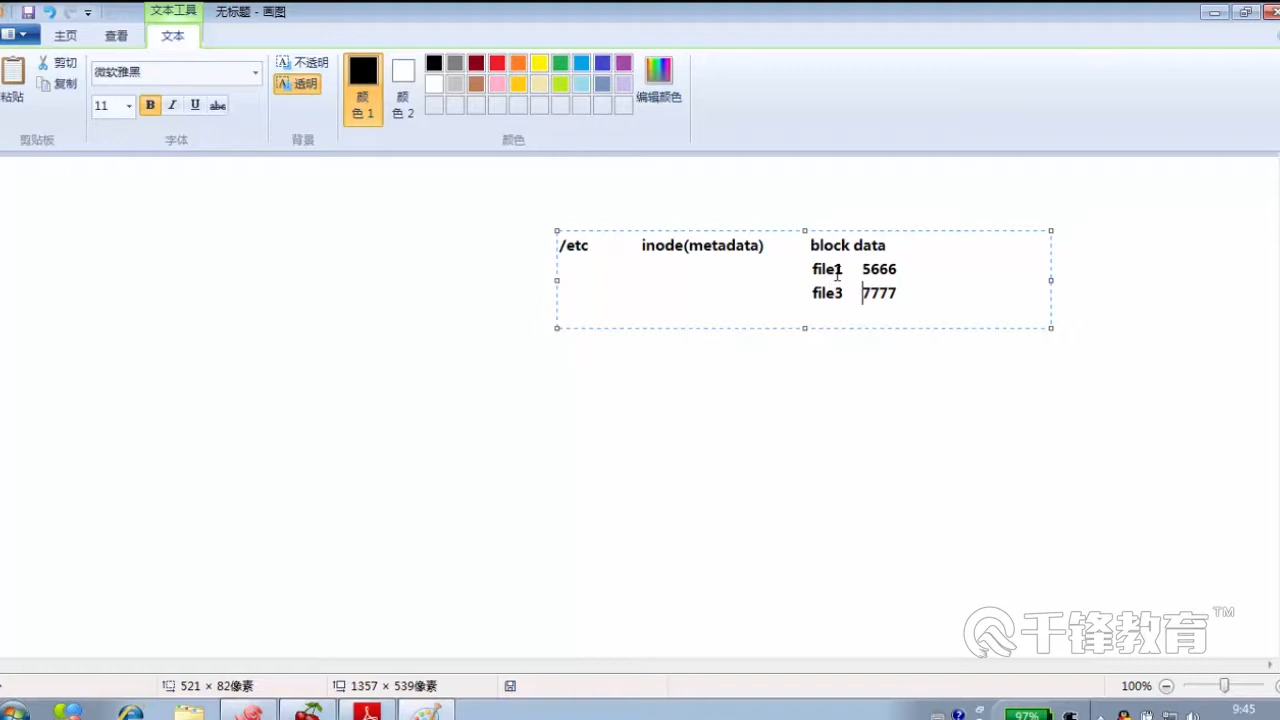 文本工具 无标题 - 画图
主页 查看 文本
粘贴 剪切 复制 剪贴板
微软雅黑
11 B I U abc
字体
不透明
透明
背景
颜色 1
颜色 2
编辑颜色
颜色
/etc inode(metadata) block data
file1 5666
file3 7777
千锋教育™
521 × 82像素 1357 × 539像素 100%
97% 9:45